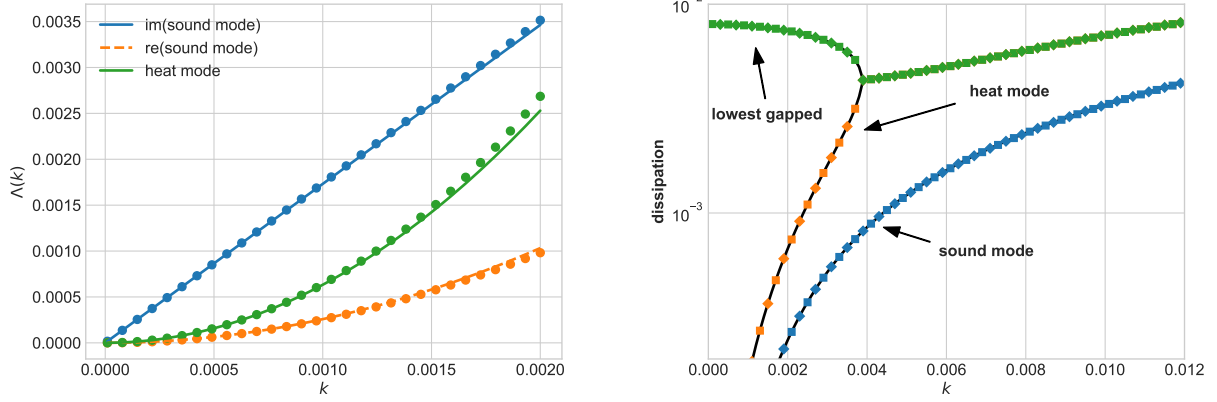 0.0035
0.0030
0.0025
0.0020
0.0015
0.0010
0.0005
0.0000
Λ(k)
im(sound mode)
re(sound mode)
heat mode
0.0000 0.0005 0.0010 0.0015 0.0020
k
10⁻³
dissipation
lowest gapped
heat mode
sound mode
0.000 0.002 0.004 0.006 0.008 0.010 0.012
k